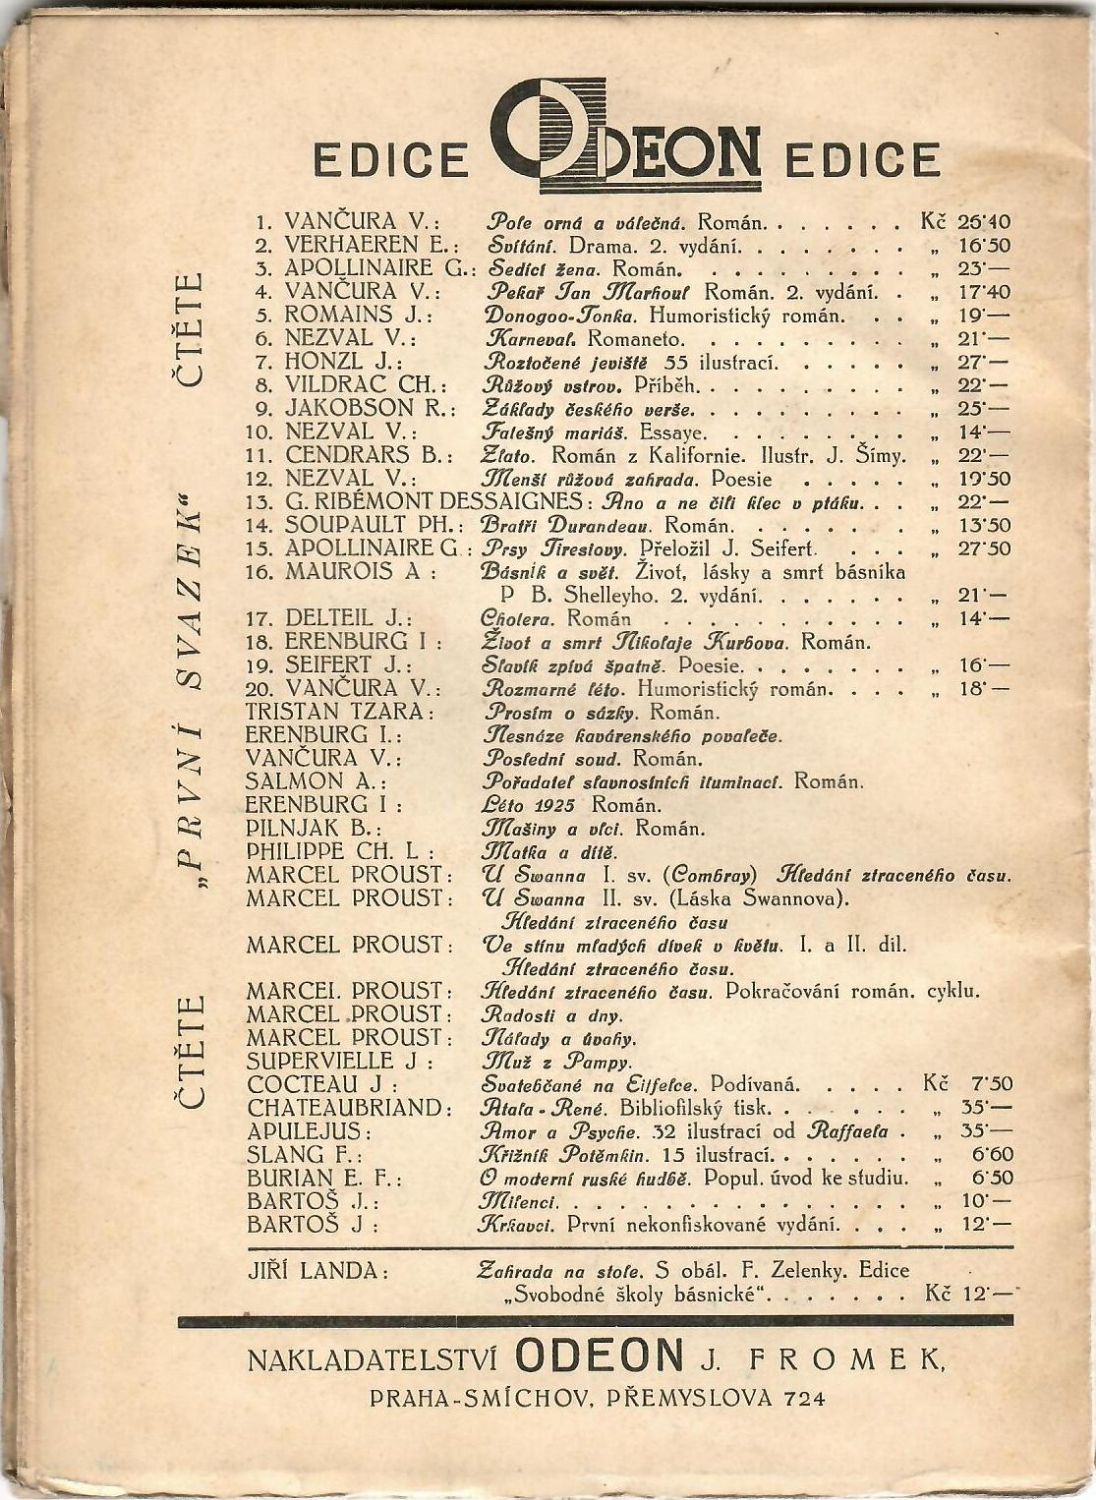 EDICE ODEON EDICE
1. VANČURA V.: Pole orná a válečná. Román. . . . . . . Kč 26·40
2. VERHAEREN E.: Svítání. Drama. 2. vydání. . . . . . . . „ 16·50
3. APOLLINAIRE G.: Sedící žena. Román. . . . . . . . . . „ 23·—
4. VANČURA V.: Pekař Jan Marhoul Román. 2. vydání. . „ 17·40
5. ROMAINS J.: Donogoo-Tonka. Humoristický román. . . „ 19·—
6. NEZVAL V.: Karneval. Romaneto. . . . . . . . . . „ 21·—
7. HONZL J.: Roztočené jeviště 55 ilustrací. . . . . . „ 27·—
8. VILDRAC CH.: Růžový ostrov. Příběh. . . . . . . . . . „ 22·—
9. JAKOBSON R.: Základy českého verše. . . . . . . . . . „ 25·—
10. NEZVAL V.: Falešný mariáš. Essaye. . . . . . . . . „ 14·—
11. CENDRARS B.: Zlato. Román z Kalifornie. Ilustr. J. Šímy. „ 22·—
12. NEZVAL V.: Menší růžová zahrada. Poesie . . . . . „ 19·50
13. G. RIBÉMONT DESSAIGNES: Ano a ne čili klec v ptáku. . . „ 22·—
14. SOUPAULT PH.: Bratři Durandeau. Román. . . . . . . . „ 13·50
15. APOLLINAIRE G.: Prsy Tiresiovy. Přeložil J. Seifert. . . . „ 27·50
16. MAUROIS A : Básník a svět. Život, lásky a smrt básníka
P B. Shelleyho. 2. vydání. . . . . . . „ 21·—
17. DELTEIL J.: Cholera. Román . . . . . . . . . . . „ 14·—
18. ERENBURG I : Život a smrt Nikolaje Kurbova. Román.
19. SEIFERT J.: Slavík zpívá špatně. Poesie. . . . . . . . „ 16·—
20. VANČURA V.: Rozmarné léto. Humoristický román. . . . . „ 18·—
TRISTAN TZARA: Prosím o sázky. Román.
ERENBURG I.: Nesnáze kavárenského povaleče.
VANČURA V.: Poslední soud. Román.
SALMON A.: Pořadatel slavnostních iluminací. Román.
ERENBURG I : Léto 1925 Román.
PILNJAK B.: Mašiny a vlci. Román.
PHILIPPE CH. L : Matka a dítě.
MARCEL PROUST: U Swanna I. sv. (Combray) Hledání ztraceného času.
MARCEL PROUST: U Swanna II. sv. (Láska Swannova).
Hledání ztraceného času
MARCEL PROUST: Ve stínu mladých dívek v květu. I. a II. díl.
Hledání ztraceného času.
MARCEL PROUST: Hledání ztraceného času. Pokračování román. cyklu.
MARCEL PROUST: Radosti a dny.
MARCEL PROUST: Nálady a úvahy.
SUPERVIELLE J : Muž z Pampy.
COCTEAU J : Svatebčané na Eiffelce. Podívaná. . . . . Kč 7·50
CHATEAUBRIAND: Atala - René. Bibliofilský tisk. . . . . . . „ 35·—
APULEJUS: Amor a Psyche. 32 ilustrací od Raffaela . „ 35·—
SLANG F.: Křižník Potěmkin. 15 ilustrací. . . . . . . „ 6·60
BURIAN E. F.: O moderní ruské hudbě. Popul. úvod ke studiu. „ 6·50
BARTOŠ J.: Milenci. . . . . . . . . . . . . . . . „ 10·—
BARTOŠ J : Krkavci. První nekonfiskované vydání. . . . „ 12·—
JIŘÍ LANDA: Zahrada na stole. S obál. F. Zelenky. Edice
„Svobodné školy básnické“. . . . . . . Kč 12·—
NAKLADATELSTVÍ ODEON J. FROMEK,
PRAHA-SMÍCHOV, PŘEMYSLOVA 724
ČTĚTE „PRVNÍ SVAZEK“ ČTĚTE